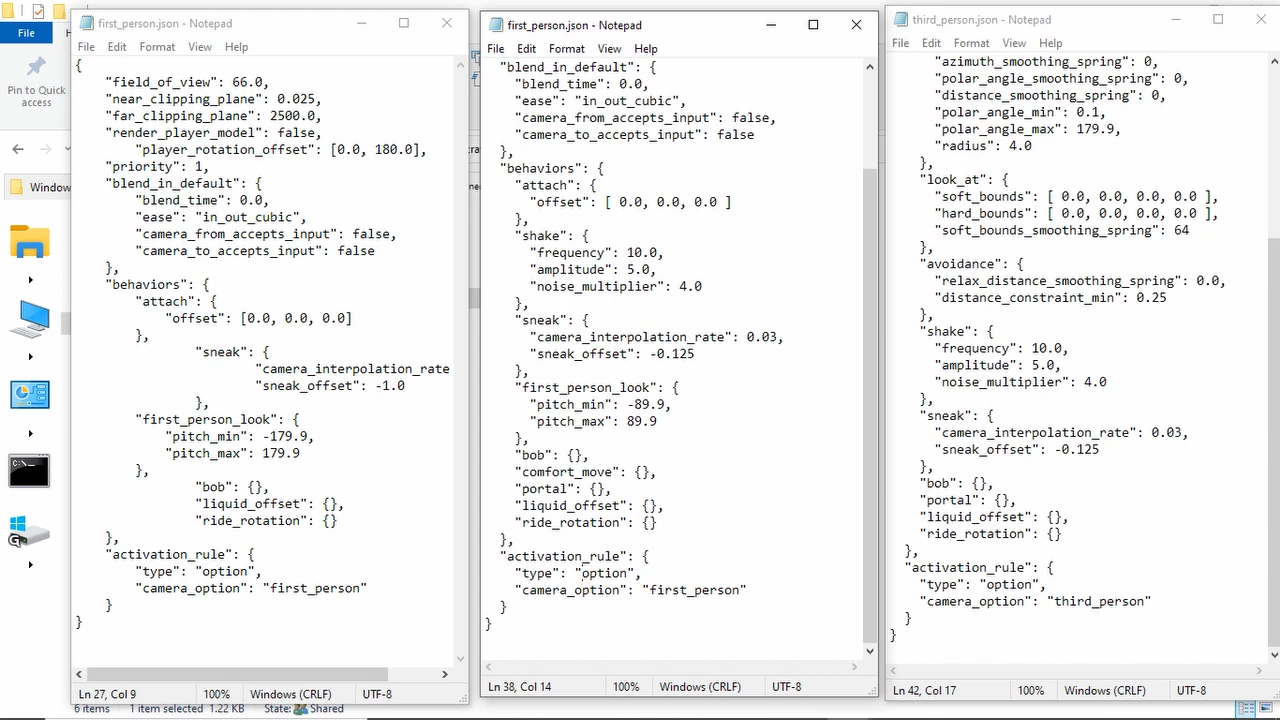 File
Pin to Quick
access
Window
6 items
1 item selected
1.22 KB
State:
Shared
first_person.json - Notepad
File Edit Format View Help
{
"field_of_view": 66.0,
"near_clipping_plane": 0.025,
"far_clipping_plane": 2500.0,
"render_player_model": false,
"player_rotation_offset": [0.0, 180.0],
"priority": 1,
"blend_in_default": {
"blend_time": 0.0,
"ease": "in_out_cubic",
"camera_from_accepts_input": false,
"camera_to_accepts_input": false
},
"behaviors": {
"attach": {
"offset": [0.0, 0.0, 0.0]
},
"sneak": {
"camera_interpolation_rate
"sneak_offset": -1.0
},
"first_person_look": {
"pitch_min": -179.9,
"pitch_max": 179.9
},
"bob": {},
"liquid_offset": {},
"ride_rotation": {}
},
"activation_rule": {
"type": "option",
"camera_option": "first_person"
}
}
Ln 27, Col 9 100% Windows (CRLF) UTF-8
first_person.json - Notepad
File Edit Format View Help
"blend_in_default": {
"blend_time": 0.0,
"ease": "in_out_cubic",
"camera_from_accepts_input": false,
"camera_to_accepts_input": false
},
"behaviors": {
"attach": {
"offset": [ 0.0, 0.0, 0.0 ]
},
"shake": {
"frequency": 10.0,
"amplitude": 5.0,
"noise_multiplier": 4.0
},
"sneak": {
"camera_interpolation_rate": 0.03,
"sneak_offset": -0.125
},
"first_person_look": {
"pitch_min": -89.9,
"pitch_max": 89.9
},
"bob": {},
"comfort_move": {},
"portal": {},
"liquid_offset": {},
"ride_rotation": {}
},
"activation_rule": {
"type": "option",
"camera_option": "first_person"
}
}
Ln 38, Col 14 100% Windows (CRLF) UTF-8
third_person.json - Notepad
File Edit Format View Help
"azimuth_smoothing_spring": 0,
"polar_angle_smoothing_spring": 0,
"distance_smoothing_spring": 0,
"polar_angle_min": 0.1,
"polar_angle_max": 179.9,
"radius": 4.0
},
"look_at": {
"soft_bounds": [ 0.0, 0.0, 0.0, 0.0 ],
"hard_bounds": [ 0.0, 0.0, 0.0, 0.0 ],
"soft_bounds_smoothing_spring": 64
},
"avoidance": {
"relax_distance_smoothing_spring": 0.0,
"distance_constraint_min": 0.25
},
"shake": {
"frequency": 10.0,
"amplitude": 5.0,
"noise_multiplier": 4.0
},
"sneak": {
"camera_interpolation_rate": 0.03,
"sneak_offset": -0.125
},
"bob": {},
"portal": {},
"liquid_offset": {},
"ride_rotation": {}
},
"activation_rule": {
"type": "option",
"camera_option": "third_person"
}
}
Ln 42, Col 17 100% Windows (CRLF) UTF-8